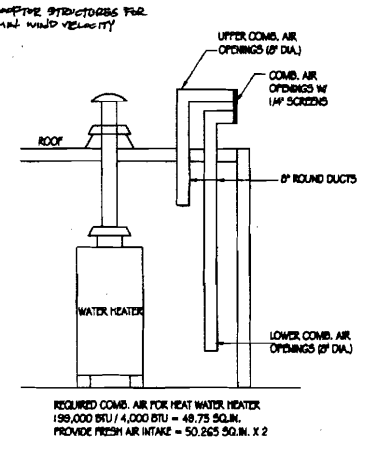 STRUCTURES FOR
WIND VELOCITY
UPPER COMB. AIR
OPENINGS (8" DIA.)
COMB. AIR
OPENINGS W/
1/4" SCREENS
ROOF
8" ROUND DUCTS
WATER HEATER
LOWER COMB. AIR
OPENINGS (8" DIA.)
REQUIRED COMB. AIR FOR HEAT WATER HEATER
199,000 BTU / 4,000 BTU = 49.75 SQ.IN.
PROVIDE FRESH AIR INTAKE = 50.265 SQ.IN. X 2